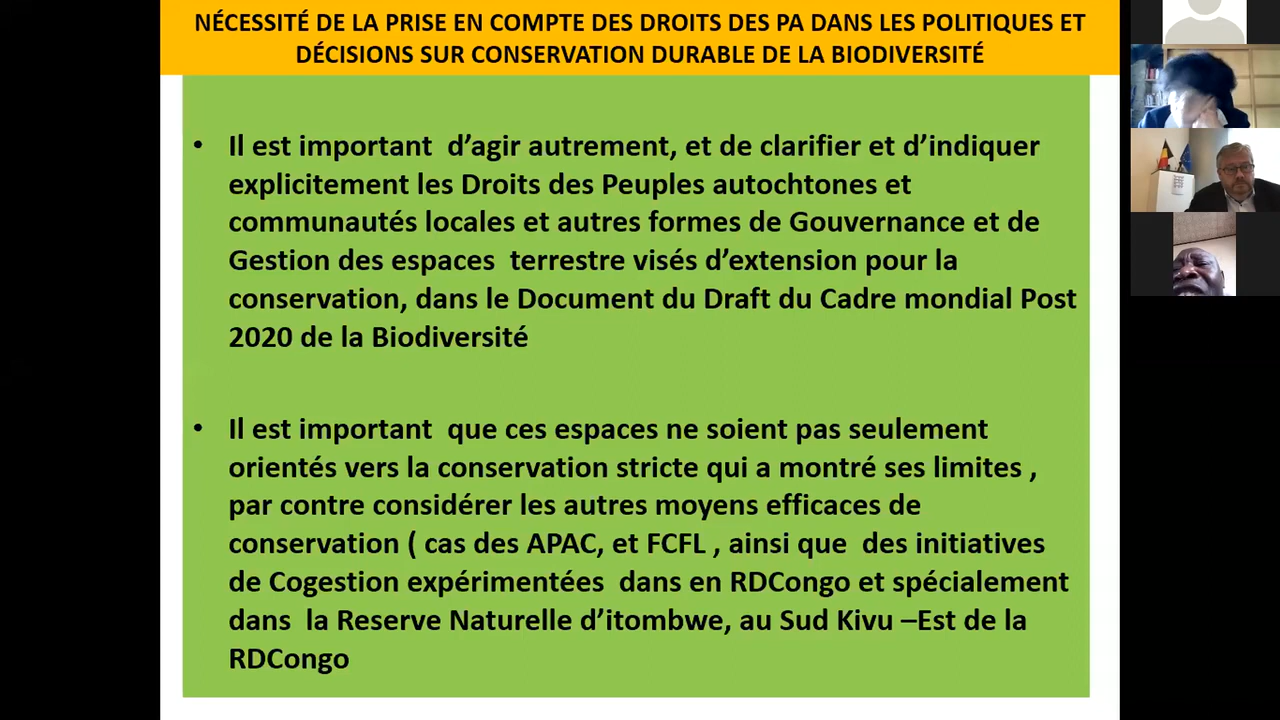 NÉCESSITÉ DE LA PRISE EN COMPTE DES DROITS DES PA DANS LES POLITIQUES ET
DÉCISIONS SUR CONSERVATION DURABLE DE LA BIODIVERSITÉ
• Il est important d’agir autrement, et de clarifier et d’indiquer
explicitement les Droits des Peuples autochtones et
communautés locales et autres formes de Gouvernance et de
Gestion des espaces terrestre visés d’extension pour la
conservation, dans le Document du Draft du Cadre mondial Post
2020 de la Biodiversité
• Il est important que ces espaces ne soient pas seulement
orientés vers la conservation stricte qui a montré ses limites ,
par contre considérer les autres moyens efficaces de
conservation ( cas des APAC, et FCFL , ainsi que des initiatives
de Cogestion expérimentées dans en RDCongo et spécialement
dans la Reserve Naturelle d’itombwe, au Sud Kivu –Est de la
RDCongo